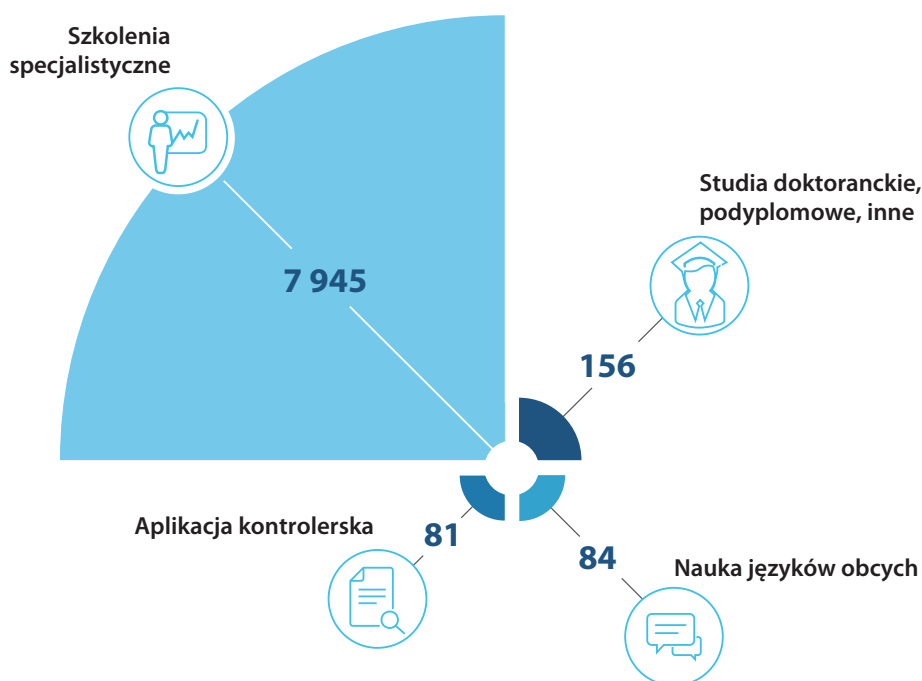 Szkolenia
specjalistyczne
7 945
Studia doktoranckie,
podyplomowe, inne
156
Aplikacja kontrolerska
81
84
Nauka języków obcych